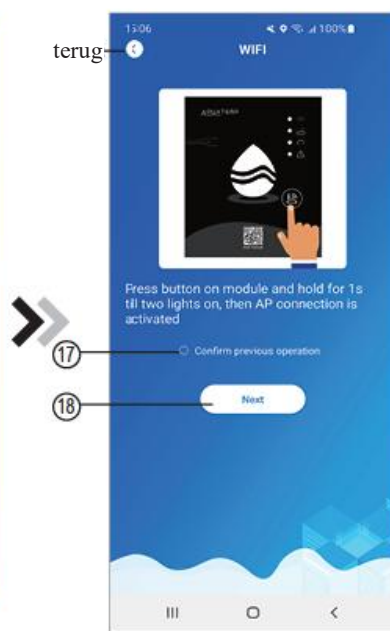 15:06
100%
terug
WIFI
Press button on module and hold for 1s
till two lights on, then AP connection is
activated
17
Confirm previous operation
18
Next